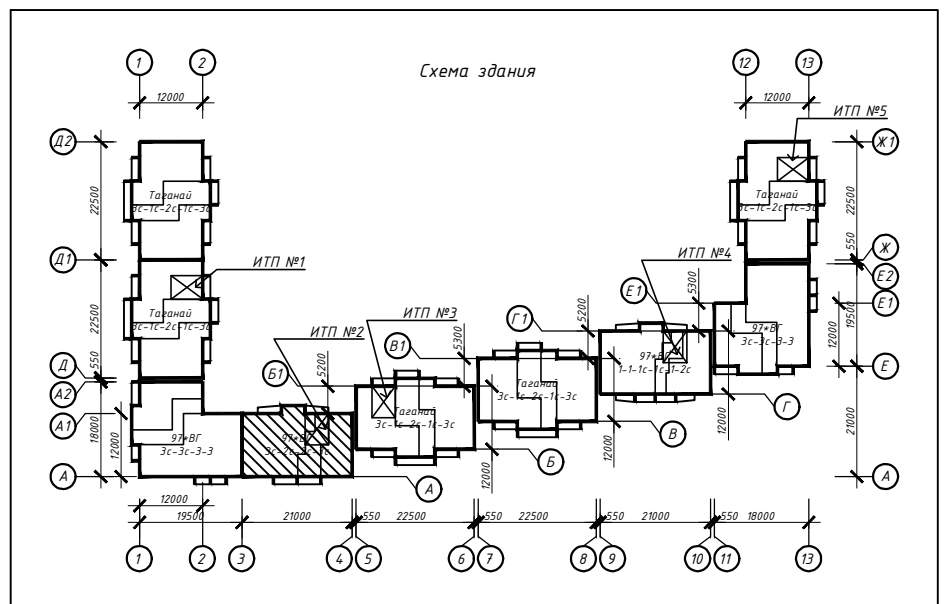 1 2
12 13
Схема здания
12000
12000
ИТП №5
Д2
Ж1
22500
Таганай
3с-1с-2с-1с-3с
Таганай
3с-1с-2с-1с-3с
22500
550
Ж
Д1
ИТП №1
ИТП №4
Е2
Е1
5300
Е1
22500
Таганай
3с-1с-2с-1с-3с
ИТП №2
ИТП №3
Г1
5200
97*ВГ
3с-3с-3-3
12000
19500
В1
5300
97*ВГ
1-1-1с-1с-1-2с
550
Д
А2
Б1
5200
Таганай
3с-1с-2с-1с-3с
Е
А1
18000
12000
97*ВГ
3с-3с-3-3
Таганай
3с-1с-2с-1с-3с
12000
12000
12000
Г
В
Б
21000
А
А
А
12000
19500
21000
550
22500
550
22500
550
21000
550
18000
1 2 3 4 5 6 7 8 9 10 11 13